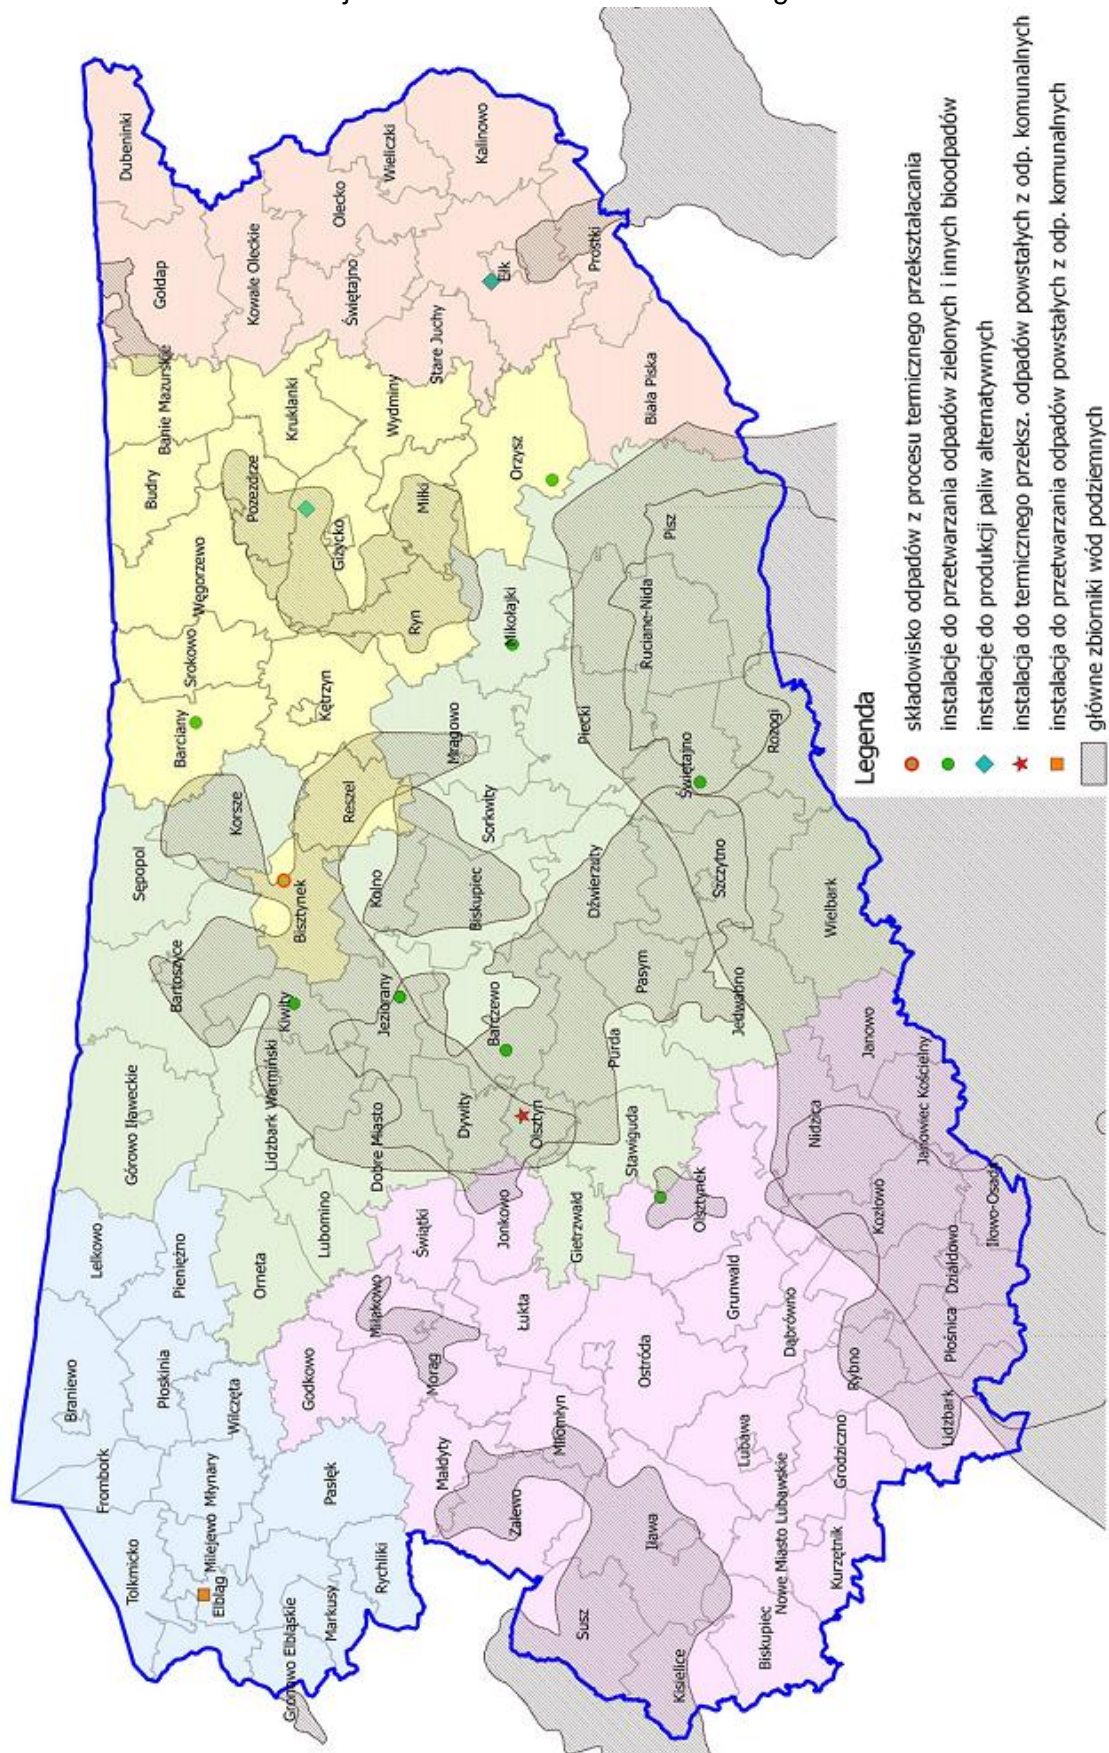 Frombork
Braniewo
Lelkowo
Górowo Iławeckie
Sępopol
Budry
Gołdap
Dubeninki
Tolkmicko
Płoskinia
Pieniężno
Bartoszyce
Barciany
Srokowo
Węgorzewo
Banie Mazurskie
Elbląg
Milejewo
Młynary
Wilczęta
Orneta
Lidzbark Warmiński
Kiwity
Korsze
Pozezdrze
Kowale Oleckie
Gronowo Elbląskie
Markusy
Pasłęk
Godkowo
Lubomino
Bisztynek
Kętrzyn
Kruklanki
Giżycko
Świętajno
Olecko
Rychliki
Miłakowo
Dobre Miasto
Jeziorany
Kolno
Reszel
Wydminy
Wieliczki
Małdyty
Morąg
Świątki
Dywity
Mrągowo
Ryn
Miłki
Stare Juchy
Kalinowo
Zalewo
Łukta
Jonkowo
Barczewo
Biskupiec
Sorkwity
Mikołajki
Orzysz
Ełk
Susz
Miłomłyn
Gietrzwałd
Olsztyn
Dźwierzuty
Piecki
Prostki
Iława
Ostróda
Stawiguda
Purda
Pasym
Ruciane-Nida
Pisz
Biała Piska
Kisielice
Olsztynek
Świętajno
Lubawa
Grunwald
Jedwabno
Szczytno
Rozogi
Biskupiec
Nowe Miasto Lubawskie
Dąbrówno
Nidzica
Wielbark
Kurzętnik
Grodziczno
Rybno
Kozłowo
Janowo
Lidzbark
Płośnica
Działdowo
Janowiec Kościelny
Iłowo-Osada
Legenda
składowisko odpadów z procesu termicznego przekształacania
instalacje do przetwarzania odpadów zielonych i innych bioodpadów
instalacje do produkcji paliw alternatywnych
instalacja do termicznego przeksz. odpadów powstałych z odp. komunalnych
instalacja do przetwarzania odpadów powstałych z odp. komunalnych
główne zbiorniki wód podziemnych